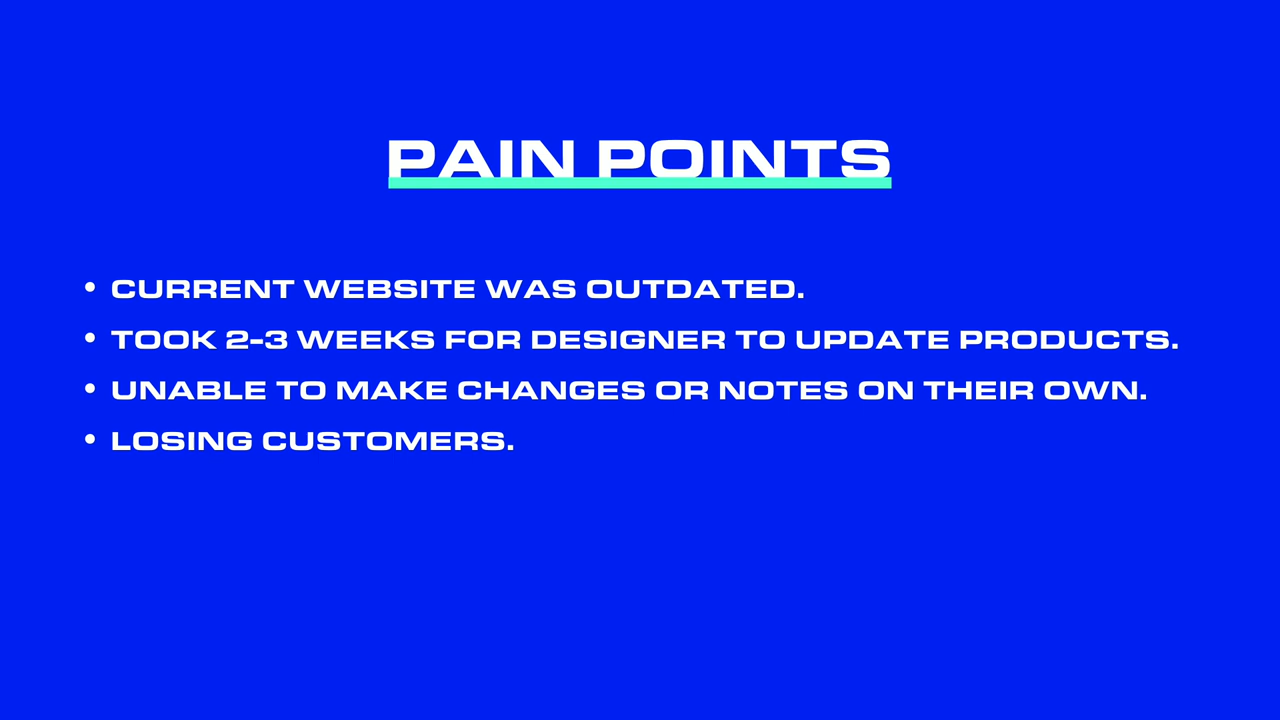 PAIN POINTS
• CURRENT WEBSITE WAS OUTDATED.
• TOOK 2-3 WEEKS FOR DESIGNER TO UPDATE PRODUCTS.
• UNABLE TO MAKE CHANGES OR NOTES ON THEIR OWN.
• LOSING CUSTOMERS.